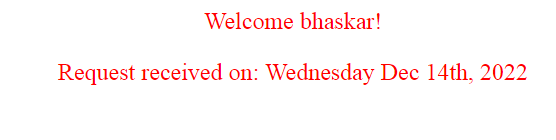 Welcome bhaskar!
Request received on: Wednesday Dec 14th, 2022